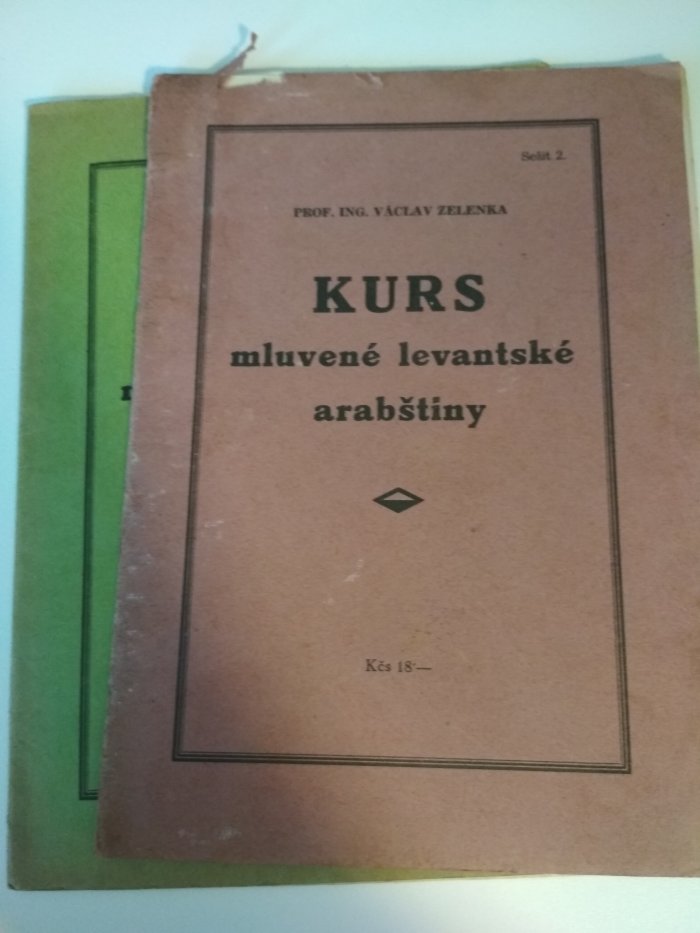 Sešit 2.
PROF. ING. VÁCLAV ZELENKA
KURS
mluvené levantské
arabštiny
Kčs 18·—